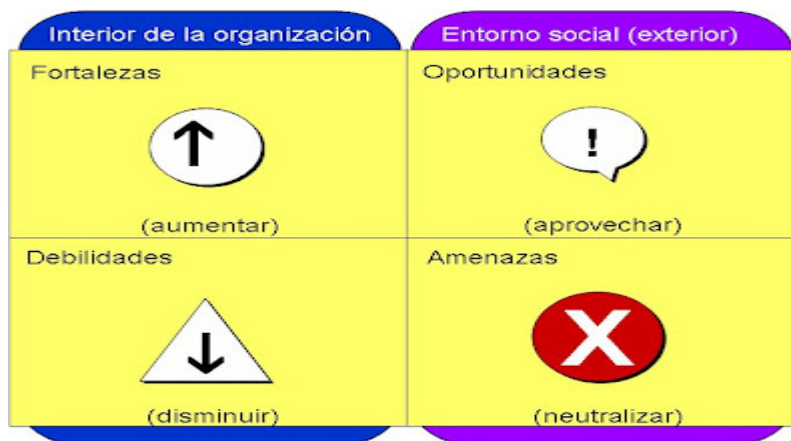 Interior de la organización
Entorno social (exterior)
Fortalezas
Oportunidades
!
(aumentar)
(aprovechar)
Debilidades
Amenazas
X
(disminuir)
(neutralizar)